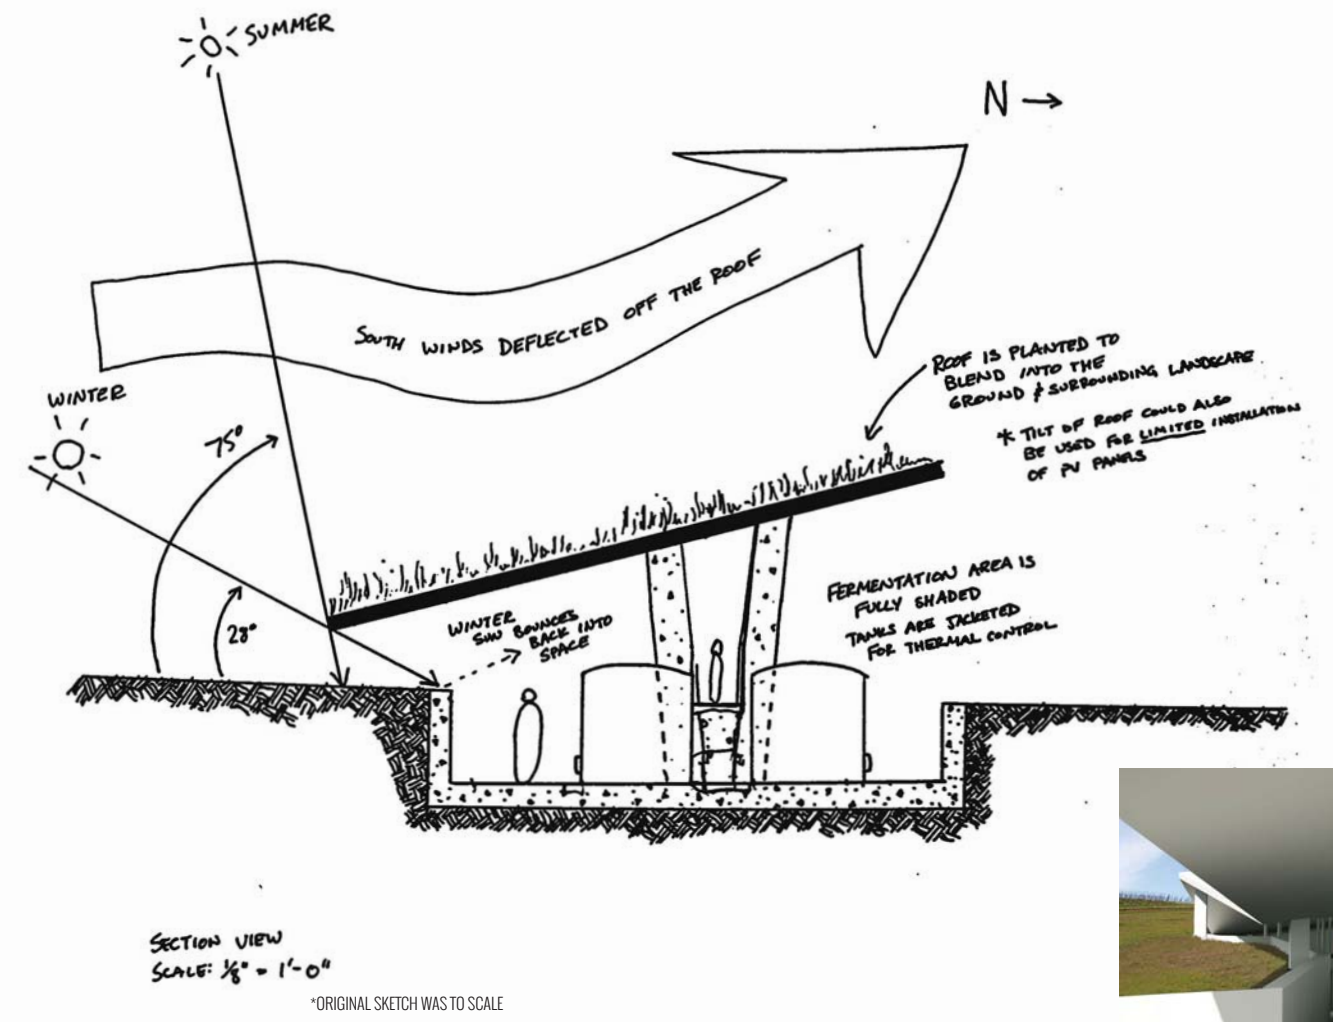 SUMMER
N
SOUTH WINDS DEFLECTED OFF THE ROOF
WINTER
75°
28°
ROOF IS PLANTED TO
BLEND INTO THE
GROUND & SURROUNDING LANDSCAPE
* TILT OF ROOF COULD ALSO
BE USED FOR LIMITED INSTALLATION
OF PV PANELS
WINTER
SUN BOUNCES
BACK INTO
SPACE
FERMENTATION AREA IS
FULLY SHADED
TANKS ARE JACKETED
FOR THERMAL CONTROL
SECTION VIEW
SCALE: 1/8" = 1'-0"
*ORIGINAL SKETCH WAS TO SCALE